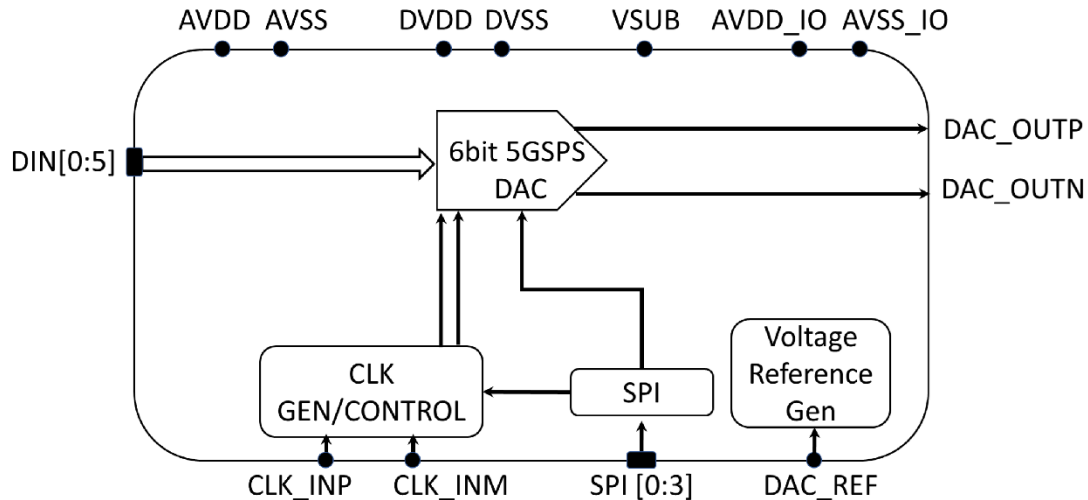 AVDD AVSS DVDD DVSS VSUB AVDD_IO AVSS_IO
DIN[0:5]
6bit 5GSPS
DAC
DAC_OUTP
DAC_OUTN
CLK
GEN/CONTROL
SPI
Voltage
Reference
Gen
CLK_INP CLK_INM SPI [0:3] DAC_REF